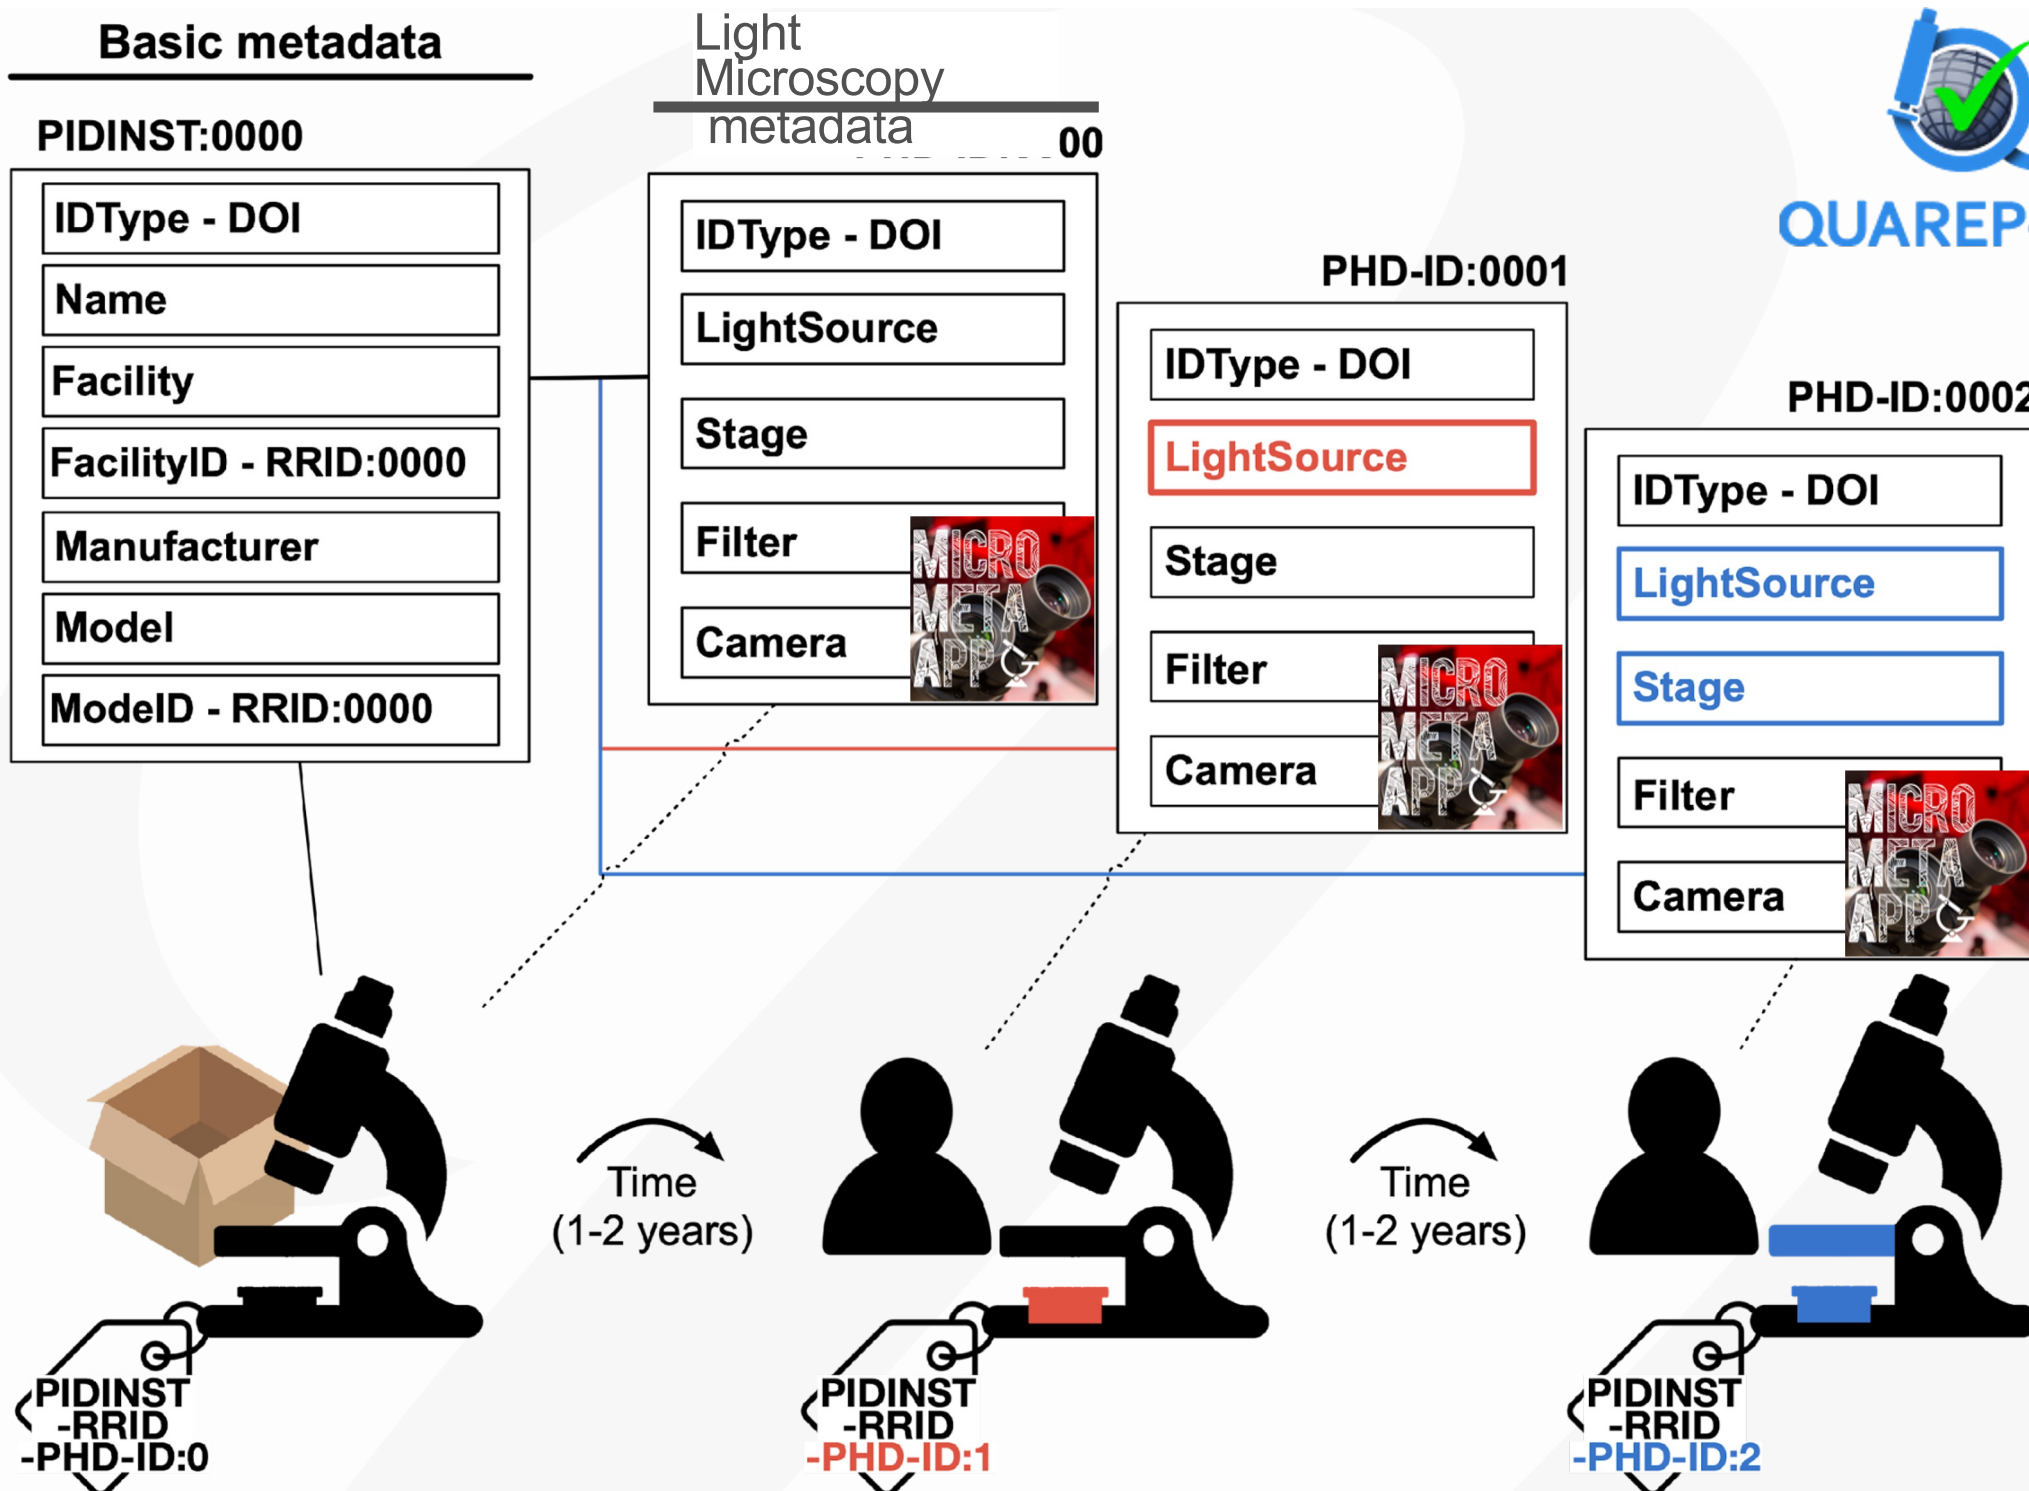 Basic metadata
Light
Microscopy
metadata
PIDINST:0000
00
IDType - DOI
Name
Facility
FacilityID - RRID:0000
Manufacturer
Model
ModelID - RRID:0000
IDType - DOI
LightSource
Stage
Filter
Camera
MICRO
META
APP
PHD-ID:0001
IDType - DOI
LightSource
Stage
Filter
Camera
MICRO
META
APP
QUAREP
PHD-ID:0002
IDType - DOI
LightSource
Stage
Filter
Camera
MICRO
META
APP
Time
(1-2 years)
Time
(1-2 years)
PIDINST
-RRID
-PHD-ID:0
PIDINST
-RRID
-PHD-ID:1
PIDINST
-RRID
-PHD-ID:2